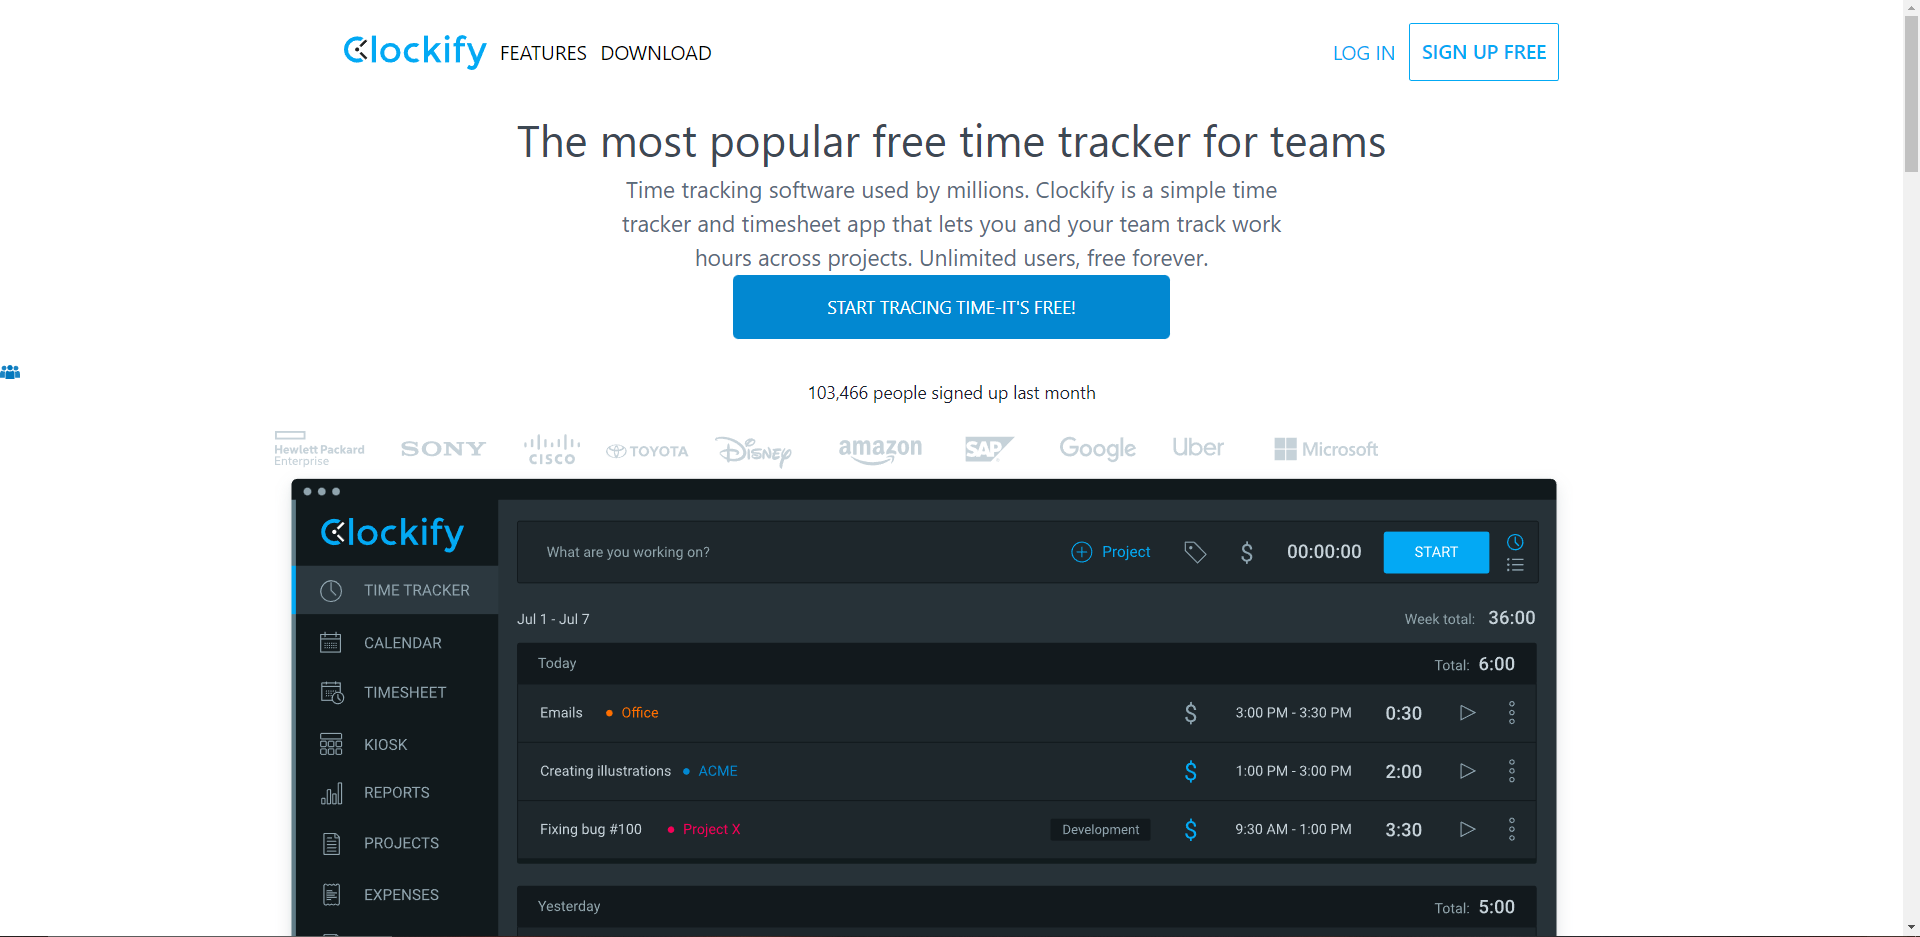 Clockify FEATURES DOWNLOAD LOG IN SIGN UP FREE
The most popular free time tracker for teams
Time tracking software used by millions. Clockify is a simple time
tracker and timesheet app that lets you and your team track work
hours across projects. Unlimited users, free forever.
START TRACING TIME-IT'S FREE!
103,466 people signed up last month
Hewlett Packard
Enterprise
SONY
CISCO
TOYOTA
Disney
amazon
SAP
Google
Uber
Microsoft
Clockify
What are you working on? Project $ 00:00:00 START
TIME TRACKER
CALENDAR
TIMESHEET
KIOSK
REPORTS
PROJECTS
EXPENSES
Jul 1 - Jul 7 Week total: 36:00
Today Total: 6:00
Emails • Office $ 3:00 PM - 3:30 PM 0:30
Creating illustrations • ACME $ 1:00 PM - 3:00 PM 2:00
Fixing bug #100 • Project X Development $ 9:30 AM - 1:00 PM 3:30
Yesterday Total: 5:00